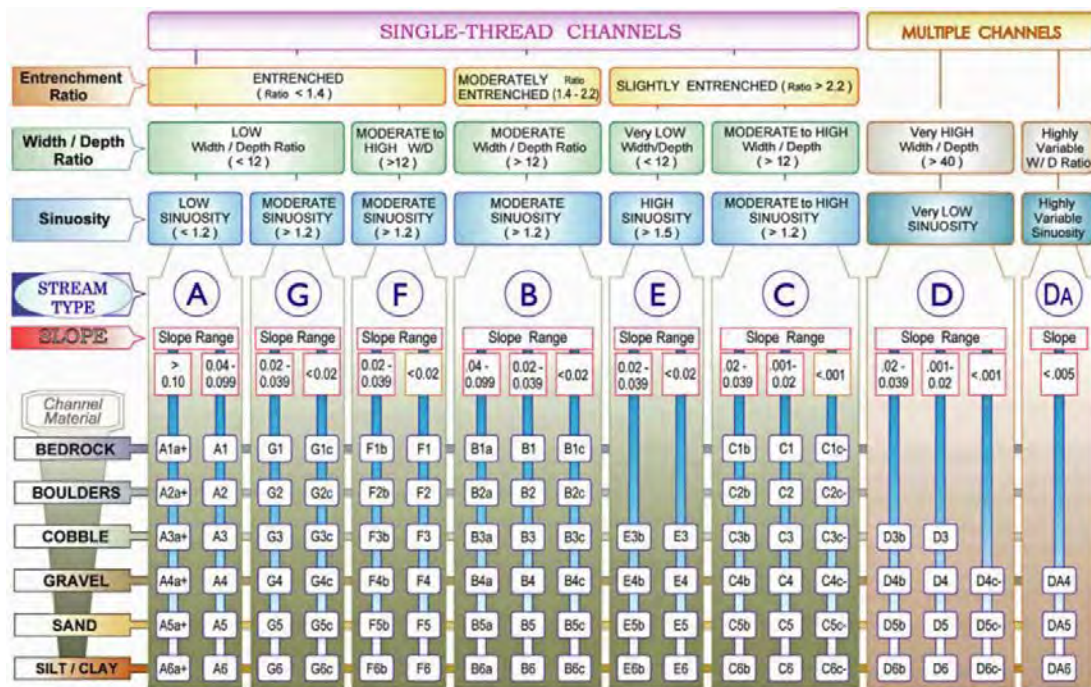 SINGLE-THREAD CHANNELS
MULTIPLE CHANNELS
Entrenchment
Ratio
ENTRENCHED
( Ratio < 1.4 )
MODERATELY Ratio
ENTRENCHED (1.4 - 2.2)
SLIGHTLY ENTRENCHED ( Ratio > 2.2 )
Width / Depth
Ratio
LOW
Width / Depth Ratio
( < 12 )
MODERATE to
HIGH W/D
( >12 )
MODERATE
Width / Depth Ratio
( > 12 )
Very LOW
Width/Depth
( < 12 )
MODERATE to HIGH
Width / Depth
( > 12 )
Very HIGH
Width / Depth
( > 40 )
Highly
Variable
W / D Ratio
Sinuosity
LOW
SINUOSITY
( < 1.2 )
MODERATE
SINUOSITY
( > 1.2 )
MODERATE
SINUOSITY
( > 1.2 )
MODERATE
SINUOSITY
( > 1.2 )
HIGH
SINUOSITY
( > 1.5 )
MODERATE to HIGH
SINUOSITY
( > 1.2 )
Very LOW
SINUOSITY
Highly
Variable
Sinuosity
STREAM
TYPE
A G F B E C D DA
SLOPE
Slope Range Slope Range Slope Range Slope Range Slope Range Slope Range Slope Range Slope
> 0.10
0.04 - 0.099
0.02 - 0.039
<0.02
0.02 - 0.039
<0.02
.04 - 0.099
0.02 - 0.039
<0.02
0.02 - 0.039
<0.02
.02 - 0.039
.001- 0.02
<.001
.02 - 0.039
.001- 0.02
<.001
<.005
Channel
Material
BEDROCK A1a+ A1 G1 G1c F1b F1 B1a B1 B1c C1b C1 C1c-
BOULDERS A2a+ A2 G2 G2c F2b F2 B2a B2 B2c C2b C2 C2c-
COBBLE A3a+ A3 G3 G3c F3b F3 B3a B3 B3c E3b E3 C3b C3 C3c- D3b D3
GRAVEL A4a+ A4 G4 G4c F4b F4 B4a B4 B4c E4b E4 C4b C4 C4c- D4b D4 D4c- DA4
SAND A5a+ A5 G5 G5c F5b F5 B5a B5 B5c E5b E5 C5b C5 C5c- D5b D5 D5c- DA5
SILT / CLAY A6a+ A6 G6 G6c F6b F6 B6a B6 B6c E6b E6 C6b C6 C6c- D6b D6 D6c- DA6